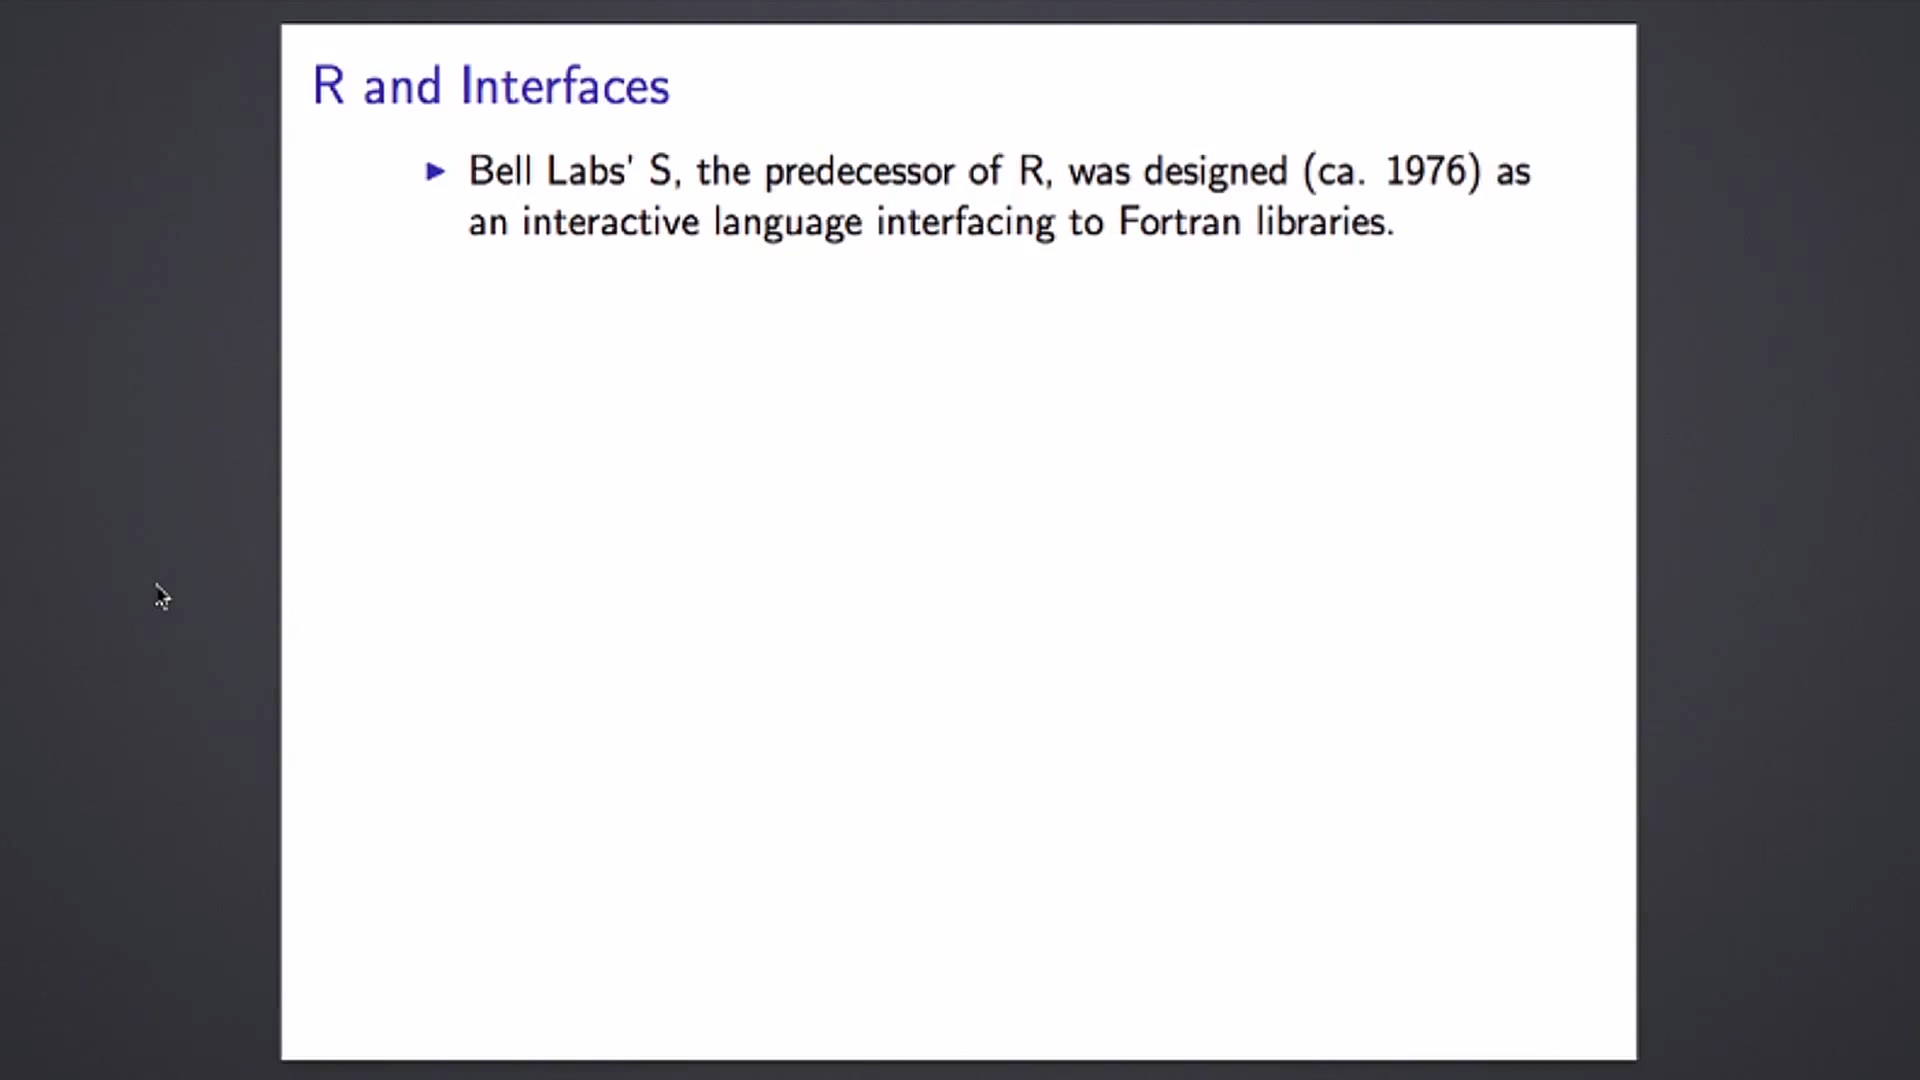 R and Interfaces
▶ Bell Labs' S, the predecessor of R, was designed (ca. 1976) as
an interactive language interfacing to Fortran libraries.